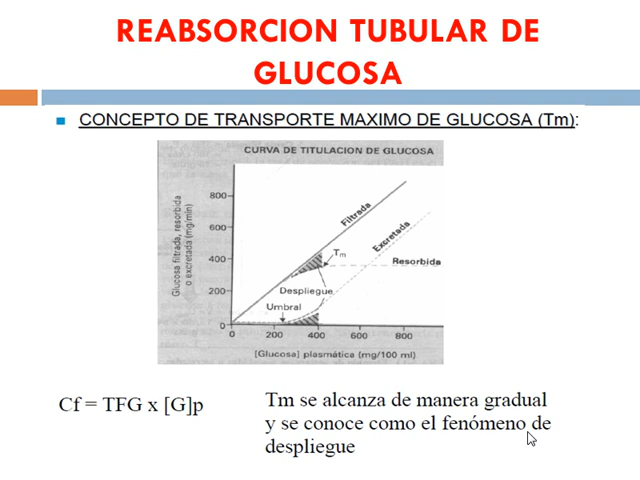 REABSORCION TUBULAR DE
GLUCOSA
CONCEPTO DE TRANSPORTE MAXIMO DE GLUCOSA (Tm):
CURVA DE TITULACION DE GLUCOSA
Glucosa filtrada, resorbida
o excretada (mg/min)
800
600
400
200
0
Filtrada
Excretada
Tm
Resorbida
Despliegue
Umbral
0 200 400 600 800
[Glucosa] plasmática (mg/100 ml)
Cf = TFG x [G]p
Tm se alcanza de manera gradual
y se conoce como el fenómeno de
despliegue